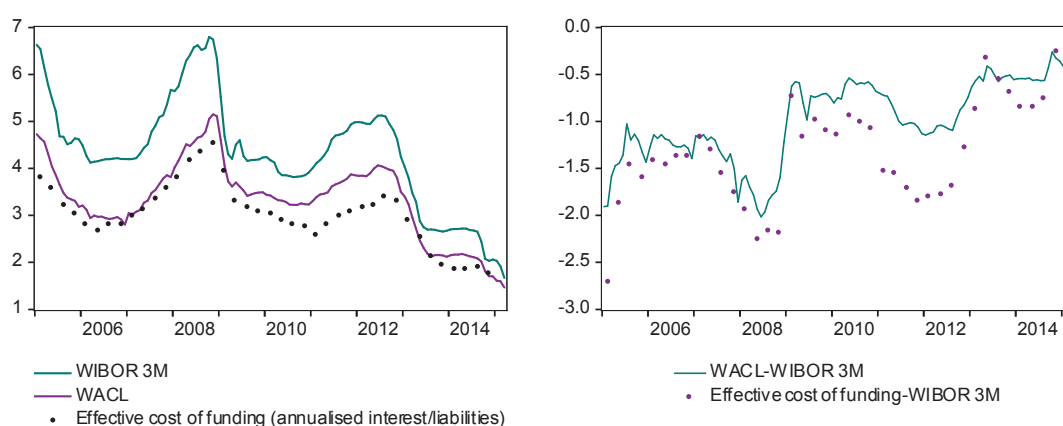 7
6
5
4
3
2
1
2006 2008 2010 2012 2014
WIBOR 3M
WACL
Effective cost of funding (annualised interest/liabilities)
0.0
-0.5
-1.0
-1.5
-2.0
-2.5
-3.0
2006 2008 2010 2012 2014
WACL-WIBOR 3M
Effective cost of funding-WIBOR 3M